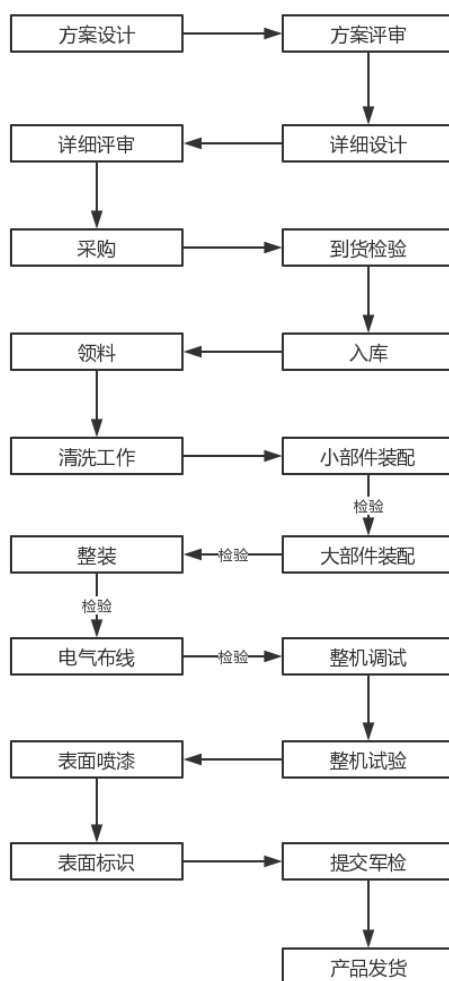 方案设计
方案评审
详细评审
详细设计
采购
到货检验
领料
入库
清洗工作
小部件装配
检验
整装
检验
大部件装配
检验
电气布线
检验
整机调试
表面喷漆
整机试验
表面标识
提交军检
产品发货